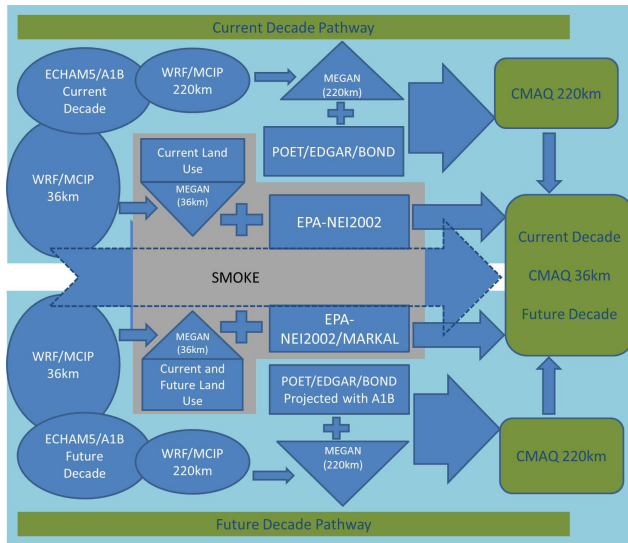 Current Decade Pathway
ECHAM5/A1B
Current
Decade
WRF/MCIP
220km
MEGAN
(220km)
CMAQ 220km
POET/EDGAR/BOND
WRF/MCIP
36km
Current Land
Use
MEGAN
(36km)
EPA-NEI2002
Current Decade
CMAQ 36km
Future Decade
SMOKE
WRF/MCIP
36km
MEGAN
(36km)
Current and
Future Land
Use
EPA-
NEI2002/MARKAL
POET/EDGAR/BOND
Projected with A1B
ECHAM5/A1B
Future
Decade
WRF/MCIP
220km
MEGAN
(220km)
CMAQ 220km
Future Decade Pathway